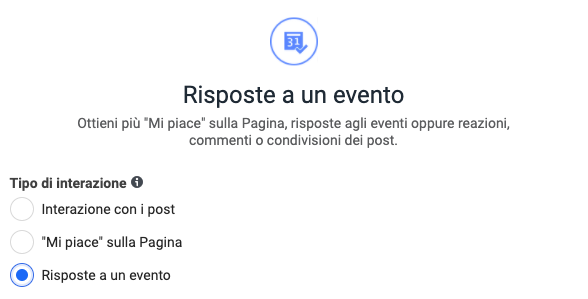 31
Risposte a un evento
Ottieni più "Mi piace" sulla Pagina, risposte agli eventi oppure reazioni,
commenti o condivisioni dei post.
Tipo di interazione
Interazione con i post
"Mi piace" sulla Pagina
Risposte a un evento